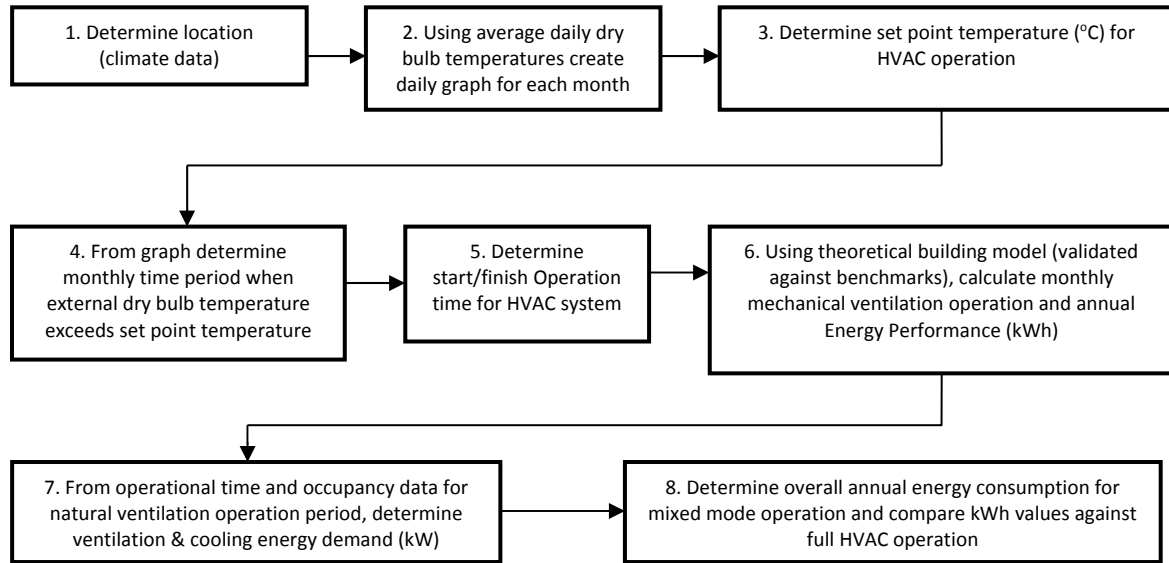 1. Determine location
(climate data)
2. Using average daily dry
bulb temperatures create
daily graph for each month
3. Determine set point temperature (°C) for
HVAC operation
4. From graph determine
monthly time period when
external dry bulb temperature
exceeds set point temperature
5. Determine
start/finish Operation
time for HVAC system
6. Using theoretical building model (validated
against benchmarks), calculate monthly
mechanical ventilation operation and annual
Energy Performance (kWh)
7. From operational time and occupancy data for
natural ventilation operation period, determine
ventilation & cooling energy demand (kW)
8. Determine overall annual energy consumption for
mixed mode operation and compare kWh values against
full HVAC operation